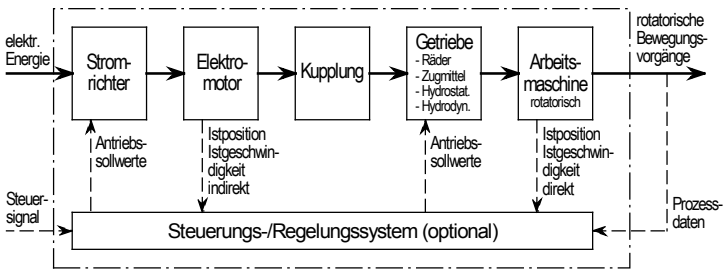 elektr.
Energie
Strom-
richter
Elektro-
motor
Kupplung
Getriebe
- Räder
- Zugmittel
- Hydrostat.
- Hydrodyn.
Arbeits-
maschine
rotatorisch
rotatorische
Bewegungs-
vorgänge
Antriebs-
sollwerte
Istposition
Istgeschwin-
digkeit
indirekt
Antriebs-
sollwerte
Istposition
Istgeschwin-
digkeit
direkt
Steuer-
signal
Steuerungs-/Regelungssystem (optional)
Prozess-
daten